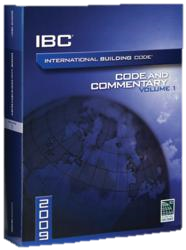 IBC®
INTERNATIONAL BUILDING CODE®
CODE AND
COMMENTARY
VOLUME 1
2009